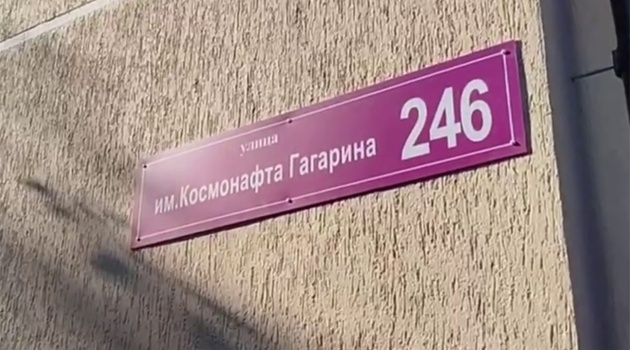 улица
им.Космонафта Гагарина 246